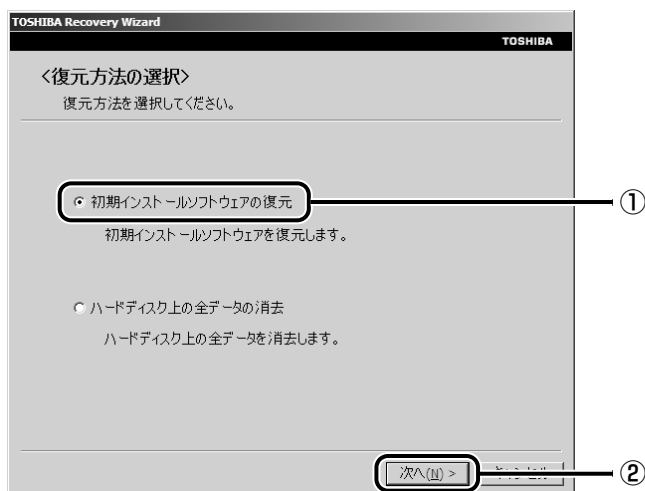 TOSHIBA Recovery Wizard
TOSHIBA
<復元方法の選択>
復元方法を選択してください。
初期インストールソフトウェアの復元
①
初期インストールソフトウェアを復元します。
ハードディスク上の全データの消去
ハードディスク上の全データを消去します。
次へ(N) >
②